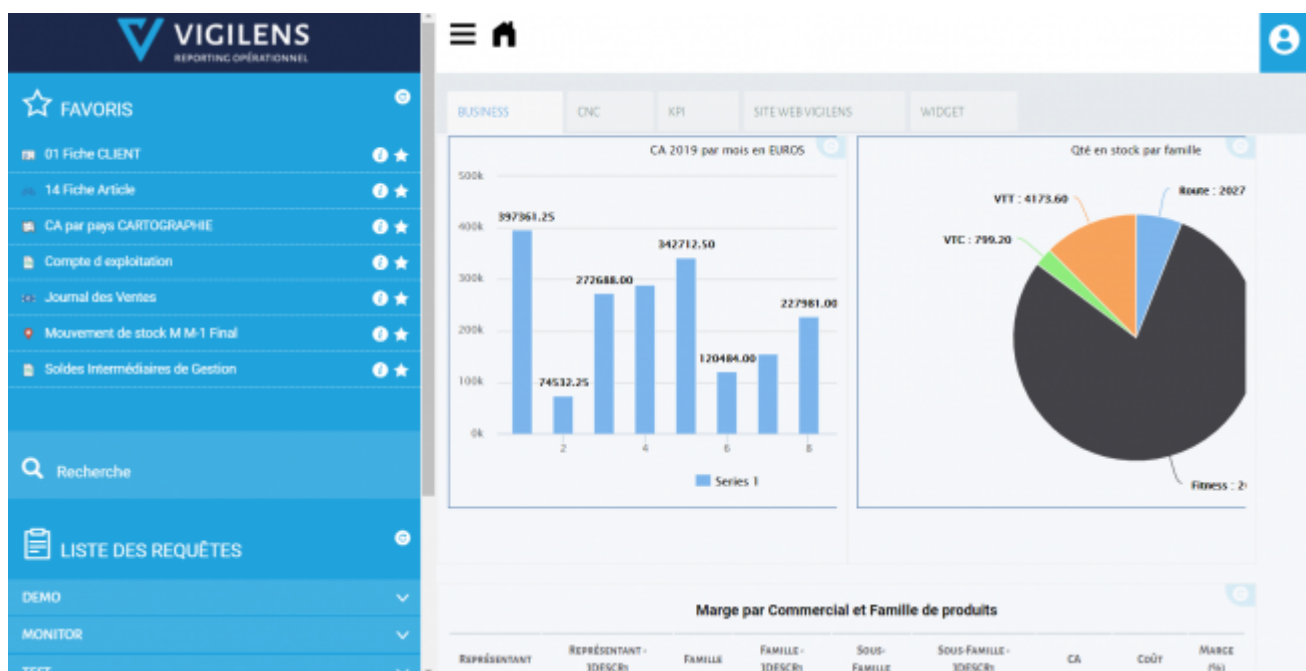 VIGILENS
REPORTING OPÉRATIONNEL
FAVORIS
01 Fiche CLIENT
14 Fiche Article
CA par pays CARTOGRAPHIE
Compte d exploitation
Journal des Ventes
Mouvement de stock M M-1 Final
Soldes Intermédiaires de Gestion
Recherche
LISTE DES REQUÊTES
DEMO
MONITOR
TEST
BUSINESS CNC KPI SITE WEB VIGILENS WIDGET
CA 2019 par mois en EUROS
500k
400k
300k
200k
100k
0k
397361.25
74532.25
272688.00
342712.50
120484.00
227981.00
2 4 6 8
Series 1
Qté en stock par famille
VTT : 4173.60
Route : 2027
VTC : 799.20
Fitness : 2
Marge par Commercial et Famille de produits
REPRÉSENTANT REPRÉSENTANT - FAMILLE FAMILLE - SOUS- SOUS-FAMILLE - CA COÛT MARGE
1DESCR1 1DESCR1 FAMILLE 1DESCR1 (%)